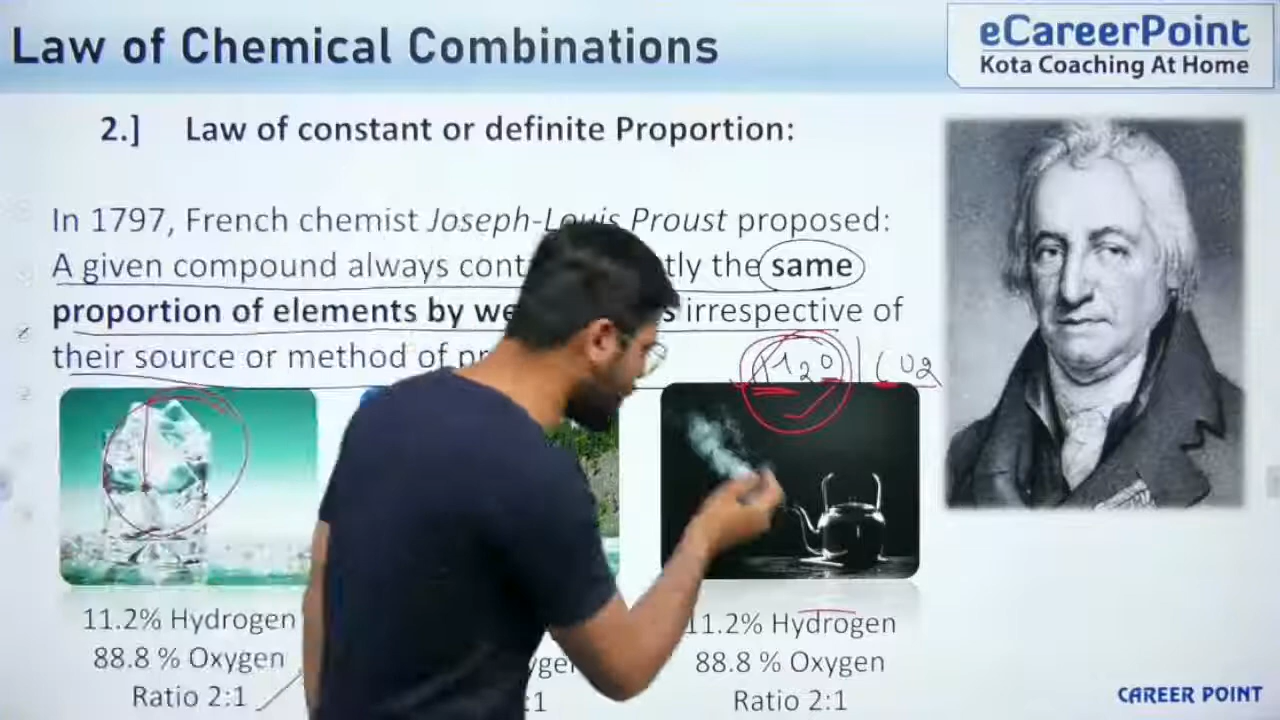 Law of Chemical Combinations
eCareerPoint
Kota Coaching At Home
2.] Law of constant or definite Proportion:
In 1797, French chemist Joseph-Louis Proust proposed:
A given compound always cont tly the same
proportion of elements by we s irrespective of
their source or method of pr
H2O | CO2
11.2% Hydrogen
88.8 % Oxygen
Ratio 2:1
yge
:1
11.2% Hydrogen
88.8 % Oxygen
Ratio 2:1
CAREER POINT